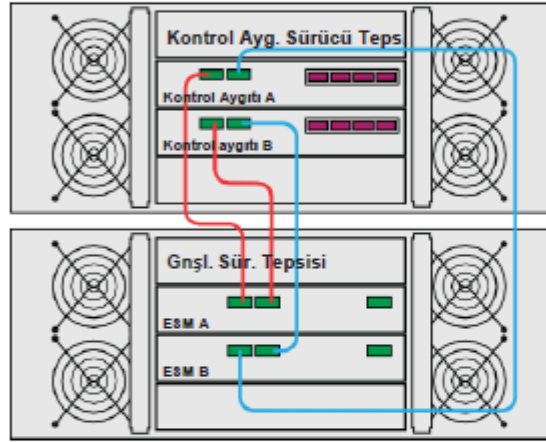 Kontrol Ayg. Sürücü Teps
Kontrol Aygıtı A
Kontrol aygıtı B
Gnşl. Sür. Tepsisi
ESM A
ESM B